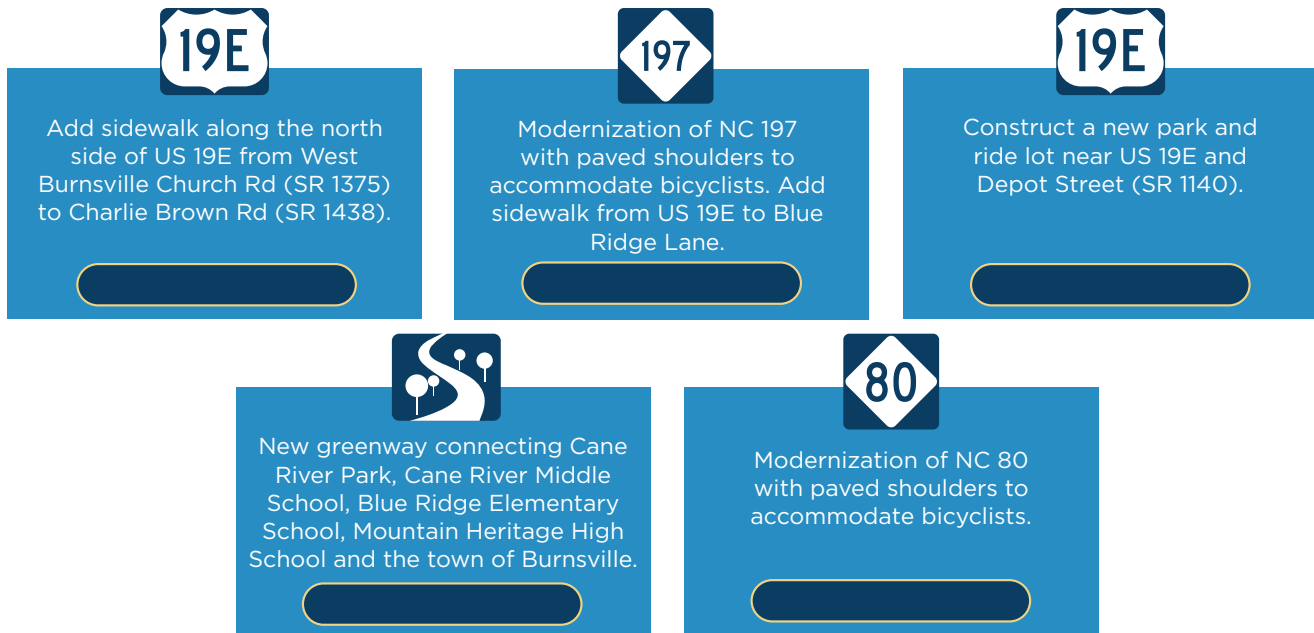 19E
Add sidewalk along the north
side of US 19E from West
Burnsville Church Rd (SR 1375)
to Charlie Brown Rd (SR 1438).
197
Modernization of NC 197
with paved shoulders to
accommodate bicyclists. Add
sidewalk from US 19E to Blue
Ridge Lane.
19E
Construct a new park and
ride lot near US 19E and
Depot Street (SR 1140).
New greenway connecting Cane
River Park, Cane River Middle
School, Blue Ridge Elementary
School, Mountain Heritage High
School and the town of Burnsville.
80
Modernization of NC 80
with paved shoulders to
accommodate bicyclists.